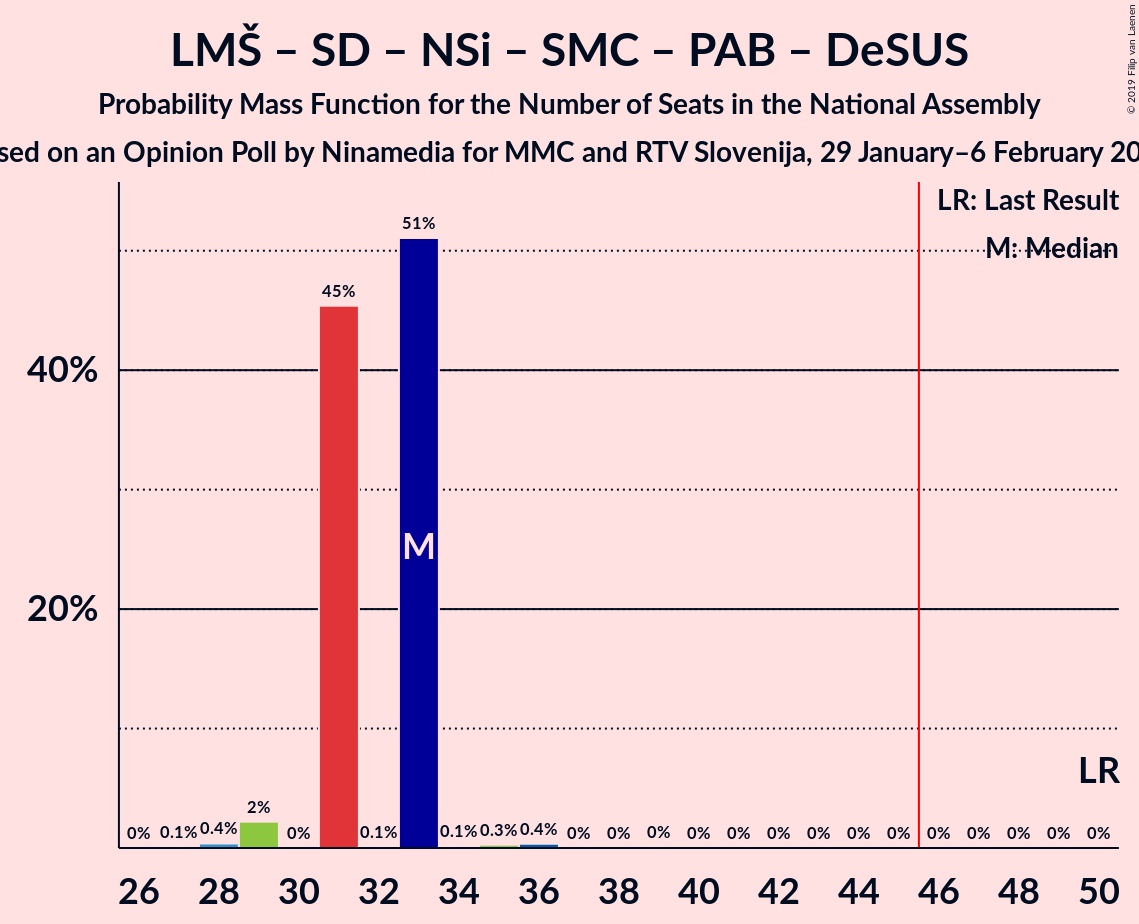 LMŠ – SD – NSi – SMC – PAB – DeSUS
Probability Mass Function for the Number of Seats in the National Assembly
sed on an Opinion Poll by Ninamedia for MMC and RTV Slovenija, 29 January–6 February 20
© 2019 Filip van Laenen
LR: Last Result
M: Median
51%
45%
40%
M
20%
LR
2%
0% 0.1% 0.4% 0% 0.1% 0.1% 0.3% 0.4% 0% 0% 0% 0% 0% 0% 0% 0% 0% 0% 0% 0% 0% 0%
26 28 30 32 34 36 38 40 42 44 46 48 50